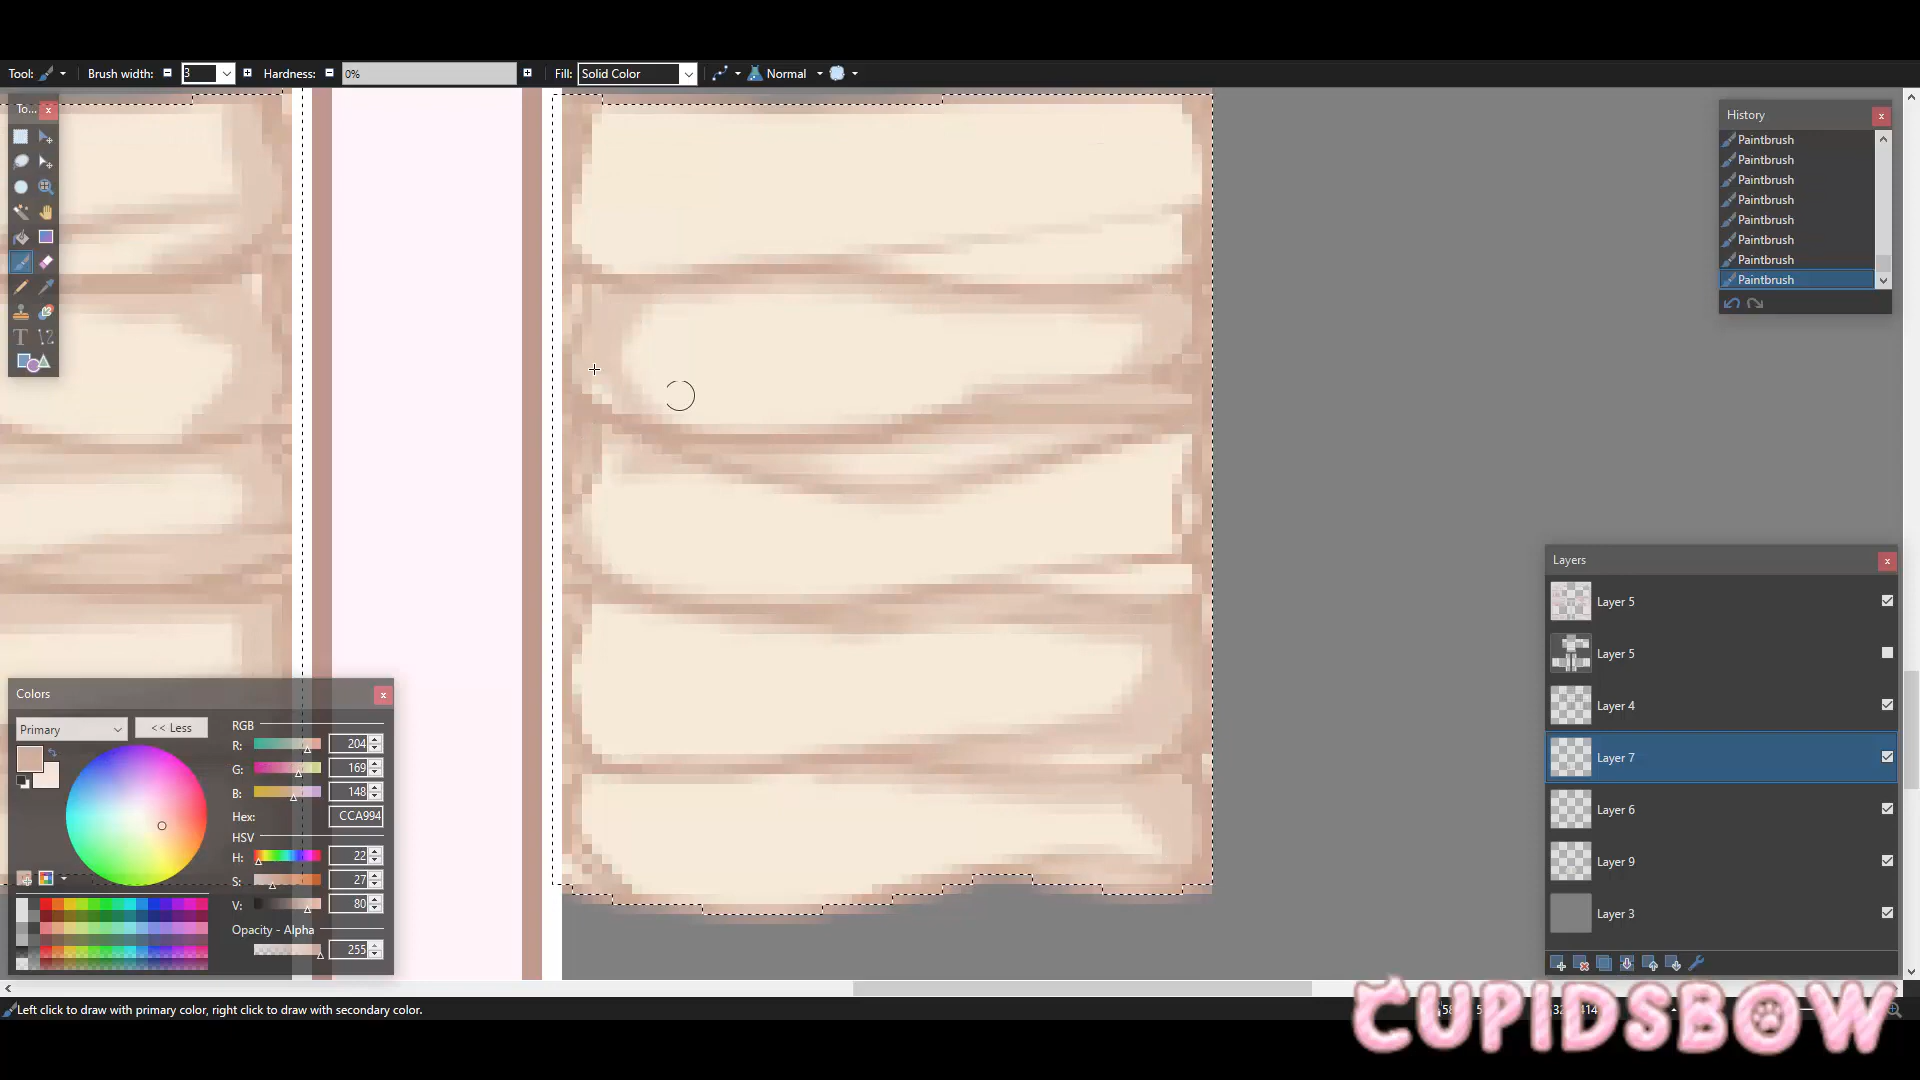 Tool: Brush width: 3 Hardness: 0% Fill: Solid Color Normal
To...
History
Paintbrush
Paintbrush
Paintbrush
Paintbrush
Paintbrush
Paintbrush
Paintbrush
Paintbrush
Layers
Layer 5
Layer 5
Layer 4
Layer 7
Layer 6
Layer 9
Layer 3
Colors
Primary
<< Less
RGB
R: 204
G: 169
B: 148
Hex: CCA994
HSV
H: 22
S: 27
V: 80
Opacity - Alpha
255
Left click to draw with primary color, right click to draw with secondary color.
CUPIDSBOW